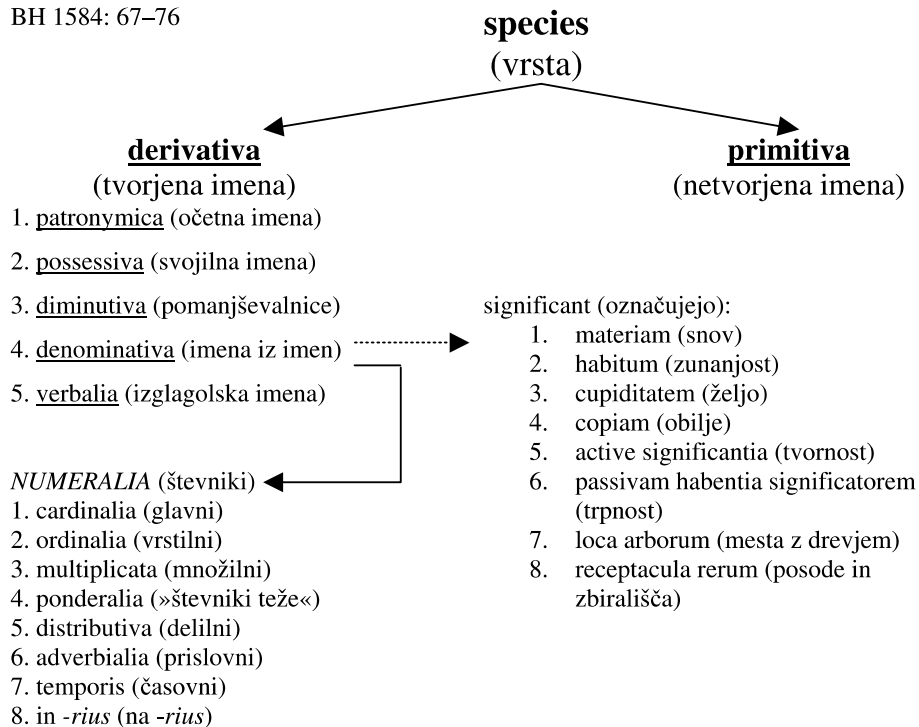 BH 1584: 67–76
species
(vrsta)
derivativa
(tvorjena imena)
1. patronymica (očetna imena)
2. possessiva (svojilna imena)
3. diminutiva (pomanjševalnice)
4. denominativa (imena iz imen)
5. verbalia (izglagolska imena)
primitiva
(netvorjena imena)
significant (označujejo):
1. materiam (snov)
2. habitum (zunanjost)
3. cupiditatem (željo)
4. copiam (obilje)
5. active significantia (tvornost)
6. passivam habentia significatorem
(trpnost)
7. loca arborum (mesta z drevjem)
8. receptacula rerum (posode in
zbirališča)
NUMERALIA (števniki)
1. cardinalia (glavni)
2. ordinalia (vrstilni)
3. multiplicata (množilni)
4. ponderalia (»števniki teže«)
5. distributiva (delilni)
6. adverbialia (prislovni)
7. temporis (časovni)
8. in -rius (na -rius)